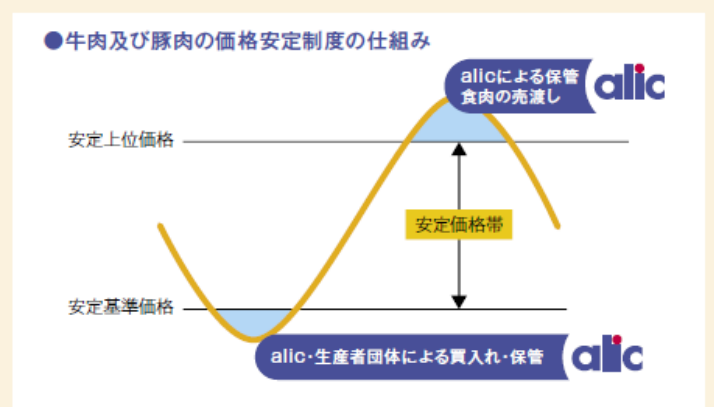 ●牛肉及び豚肉の価格安定制度の仕組み
alicによる保管
食肉の売渡し
alic
安定上位価格
安定価格帯
安定基準価格
alic・生産者団体による買入れ・保管
alic